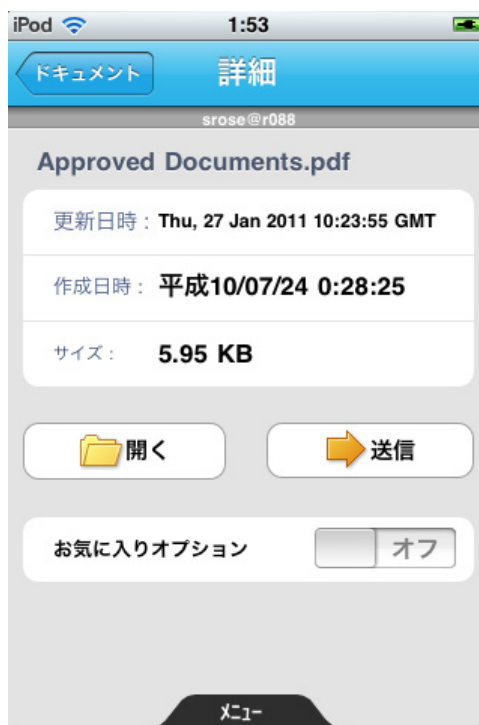 iPod 1:53
ドキュメント 詳細
srose@r088
Approved Documents.pdf
更新日時 : Thu, 27 Jan 2011 10:23:55 GMT
作成日時 : 平成10/07/24 0:28:25
サイズ : 5.95 KB
開く 送信
お気に入りオプション オフ
メニュー